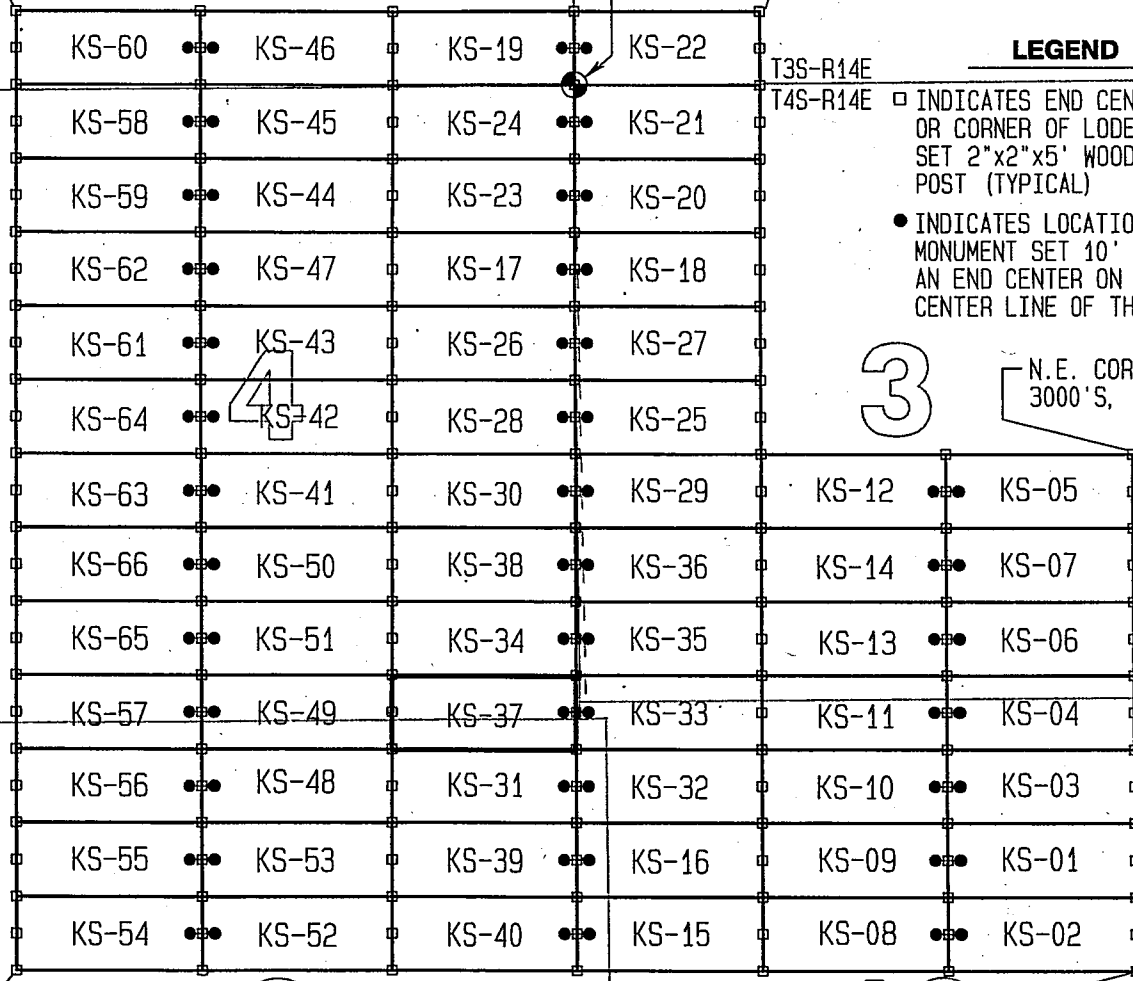 KS-60 KS-46 KS-19 KS-22
LEGEND
T3S-R14E
T4S-R14E
□ INDICATES END CEN
OR CORNER OF LODE
SET 2"x2"x5' WOOD
POST (TYPICAL)
● INDICATES LOCATIO
MONUMENT SET 10'
AN END CENTER ON
CENTER LINE OF TH
KS-58 KS-45 KS-24 KS-21
KS-59 KS-44 KS-23 KS-20
KS-62 KS-47 KS-17 KS-18
KS-61 KS-43 KS-26 KS-27
4
3
N.E. COR
3000'S,
KS-64 KS-42 KS-28 KS-25
KS-63 KS-41 KS-30 KS-29 KS-12 KS-05
KS-66 KS-50 KS-38 KS-36 KS-14 KS-07
KS-65 KS-51 KS-34 KS-35 KS-13 KS-06
KS-57 KS-49 KS-37 KS-33 KS-11 KS-04
KS-56 KS-48 KS-31 KS-32 KS-10 KS-03
KS-55 KS-53 KS-39 KS-16 KS-09 KS-01
KS-54 KS-52 KS-40 KS-15 KS-08 KS-02